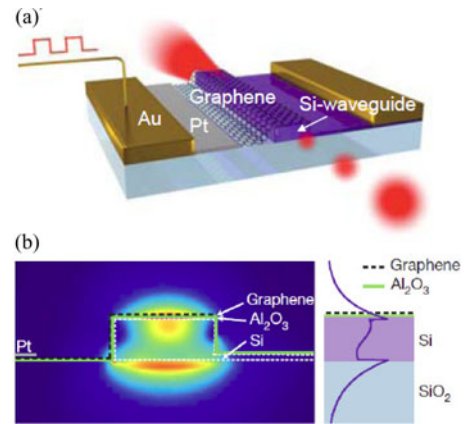 (a)
Graphene
Si-waveguide
Au
Pt
(b)
Graphene
Al₂O₃
Graphene
Al₂O₃
Si
Pt
Si
SiO₂